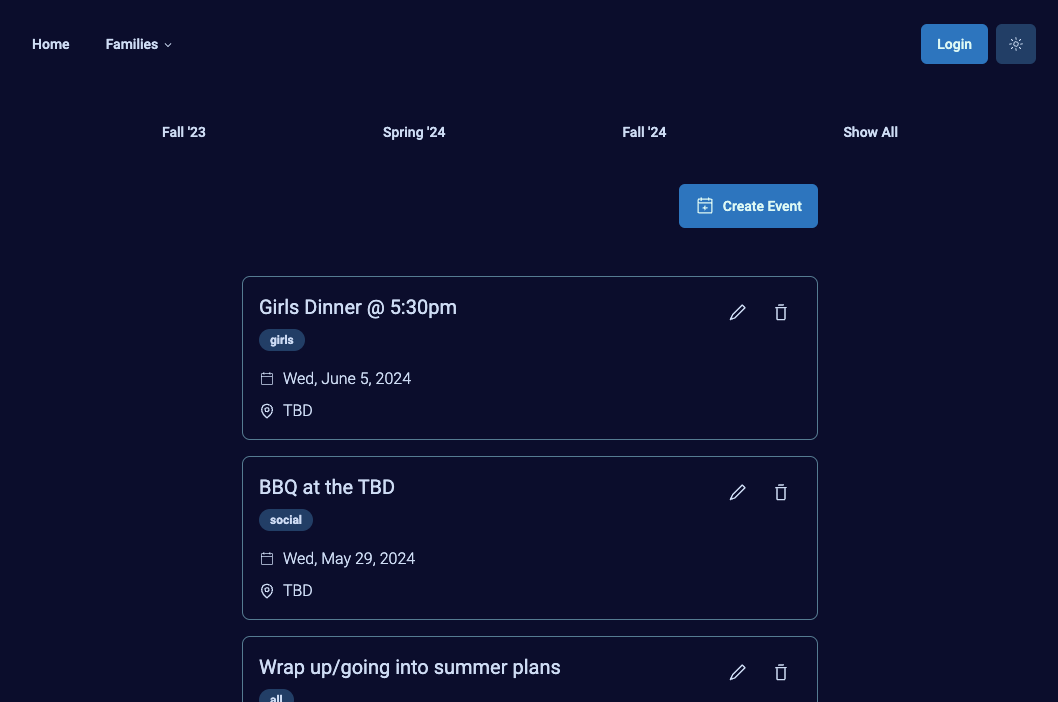 Home Families Login
Fall '23 Spring '24 Fall '24 Show All
Create Event
Girls Dinner @ 5:30pm
girls
Wed, June 5, 2024
TBD
BBQ at the TBD
social
Wed, May 29, 2024
TBD
Wrap up/going into summer plans
all